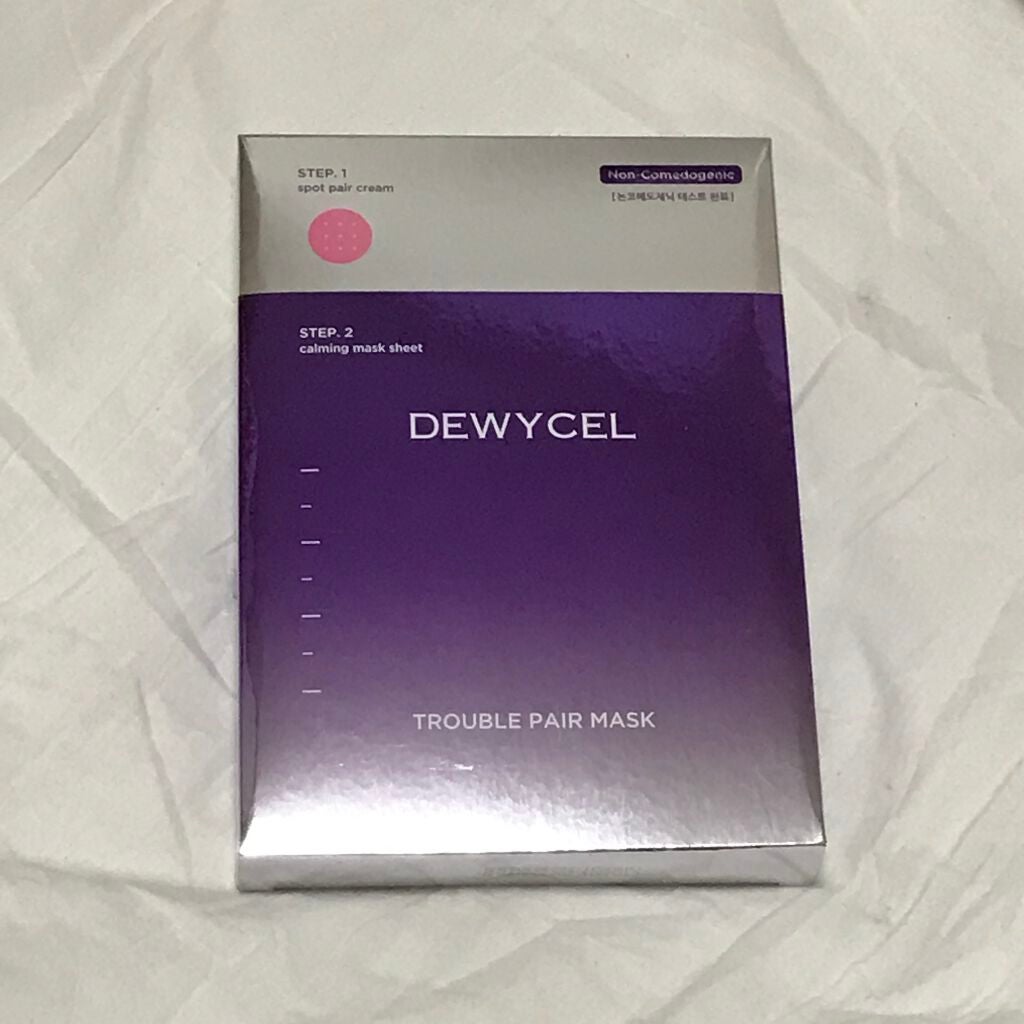 STEP. 1
spot pair cream
Non-Comedogenic
[논코메도제닉 테스트 완료]
STEP. 2
calming mask sheet
DEWYCEL
TROUBLE PAIR MASK